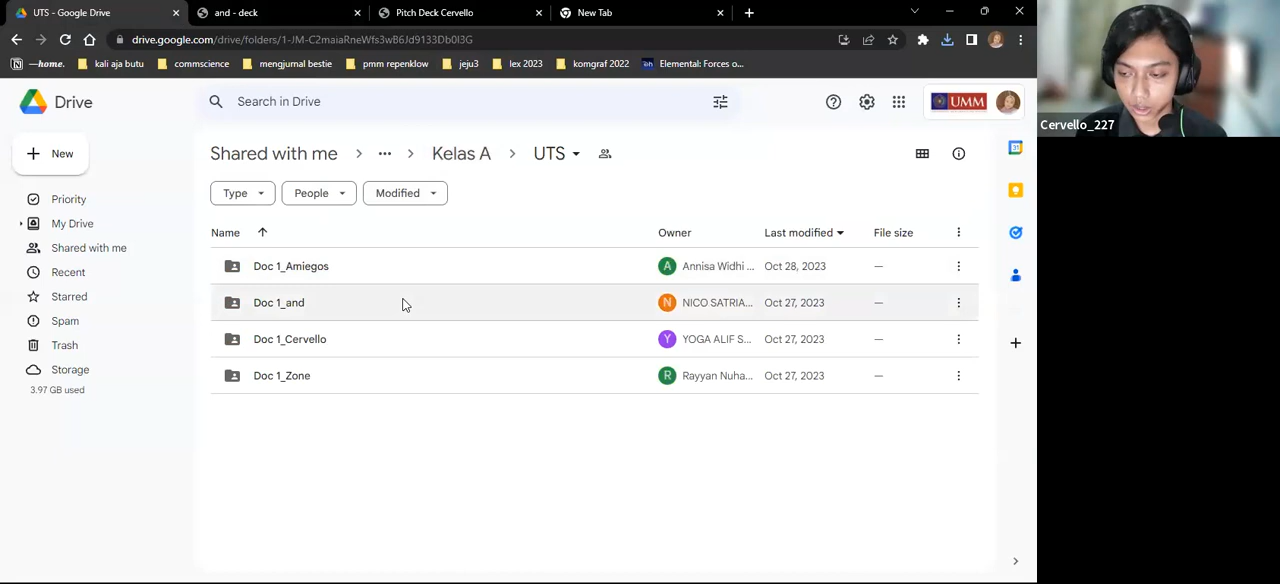 UTS - Google Drive
and - deck
Pitch Deck Cervello
New Tab
drive.google.com/drive/folders/1-JM-C2maiaRneWfs3wB6Jd9133Db0I3G
—home.
kali aja butu
commscience
mengjurnal bestie
pmm repenklow
jeju3
lex 2023
komgraf 2022
Elemental: Forces o...
Cervello_227
Drive
Search in Drive
UMM
New
Shared with me > ... > Kelas A > UTS
Priority
My Drive
Shared with me
Recent
Starred
Spam
Trash
Storage
3.97 GB used
Type
People
Modified
Name
Owner
Last modified
File size
Doc 1_Amiegos
A
Annisa Widhi ...
Oct 28, 2023
—
Doc 1_and
N
NICO SATRIA...
Oct 27, 2023
—
Doc 1_Cervello
Y
YOGA ALIF S...
Oct 27, 2023
—
Doc 1_Zone
R
Rayyan Nuha...
Oct 27, 2023
—